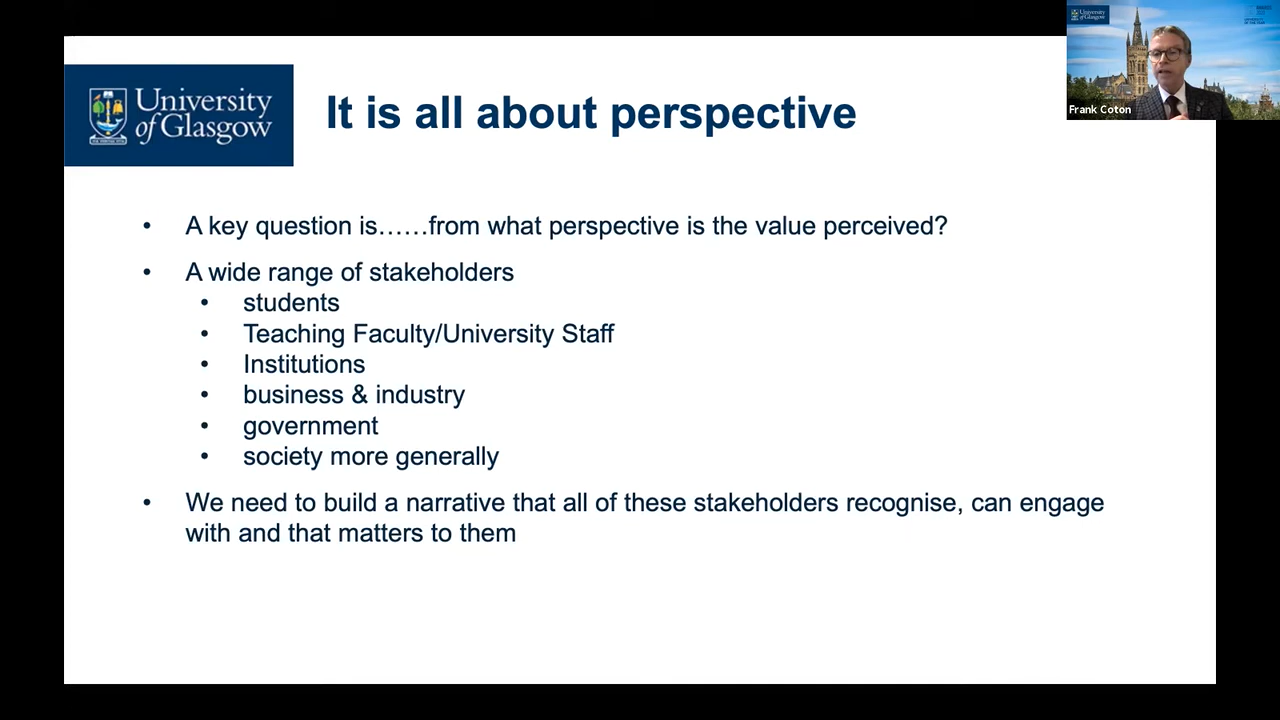 University
of Glasgow
It is all about perspective
University
of Glasgow
Frank Coton
• A key question is……from what perspective is the value perceived?
• A wide range of stakeholders
• students
• Teaching Faculty/University Staff
• Institutions
• business & industry
• government
• society more generally
• We need to build a narrative that all of these stakeholders recognise, can engage
with and that matters to them